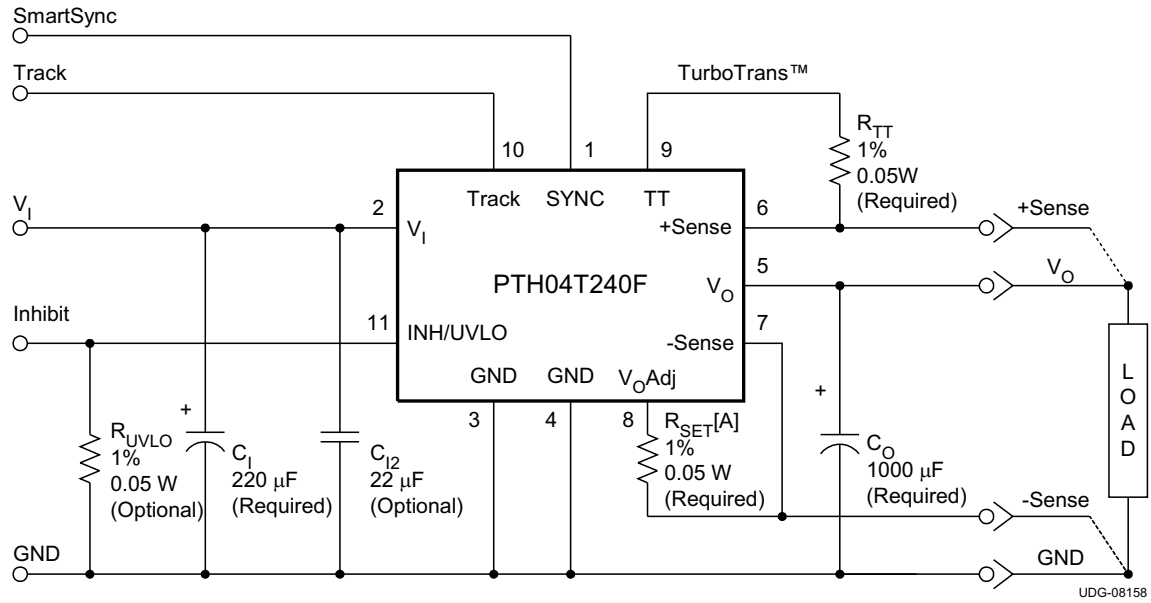 SmartSync
Track
TurboTrans™
R_TT
1%
0.05W
(Required)
10
1
9
Track
SYNC
TT
V_I
2
V_I
+Sense
6
+Sense
PTH04T240F
V_O
5
V_O
Inhibit
11
INH/UVLO
-Sense
7
GND
GND
V_OAdj
3
4
8
R_SET[A]
1%
0.05 W
(Required)
+
R_UVLO
1%
0.05 W
(Optional)
+
C_I
220 μF
(Required)
C_I2
22 μF
(Optional)
C_O
1000 μF
(Required)
LOAD
-Sense
GND
GND
UDG-08158